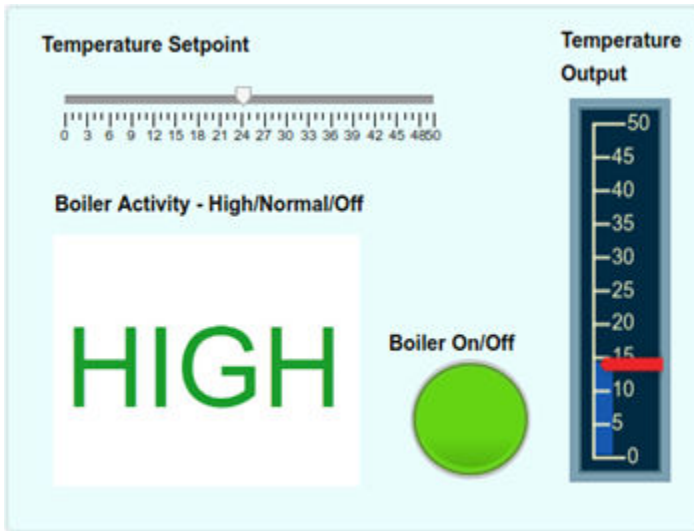 Temperature Setpoint
0 3 6 9 12 15 18 21 24 27 30 33 36 39 42 45 4850
Boiler Activity - High/Normal/Off
HIGH
Boiler On/Off
Temperature
Output
50
45
40
35
30
25
20
15
10
5
0